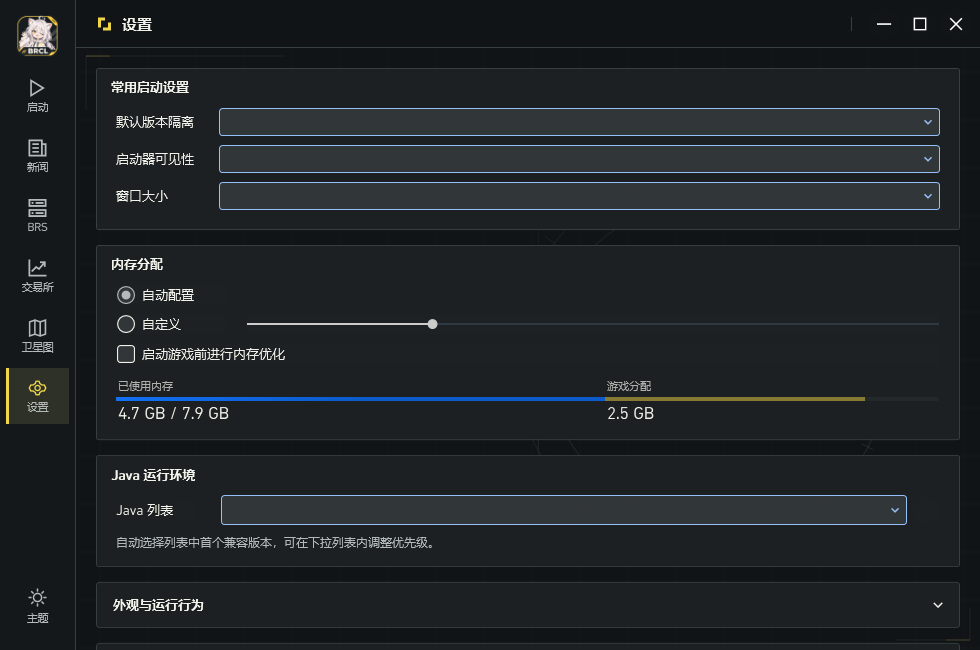 BRCL
设置
启动
新闻
BRS
交易所
卫星图
设置
主题
常用启动设置
默认版本隔离
启动器可见性
窗口大小
内存分配
自动配置
自定义
启动游戏前进行内存优化
已使用内存 游戏分配
4.7 GB / 7.9 GB 2.5 GB
Java 运行环境
Java 列表
自动选择列表中首个兼容版本，可在下拉列表内调整优先级。
外观与运行行为